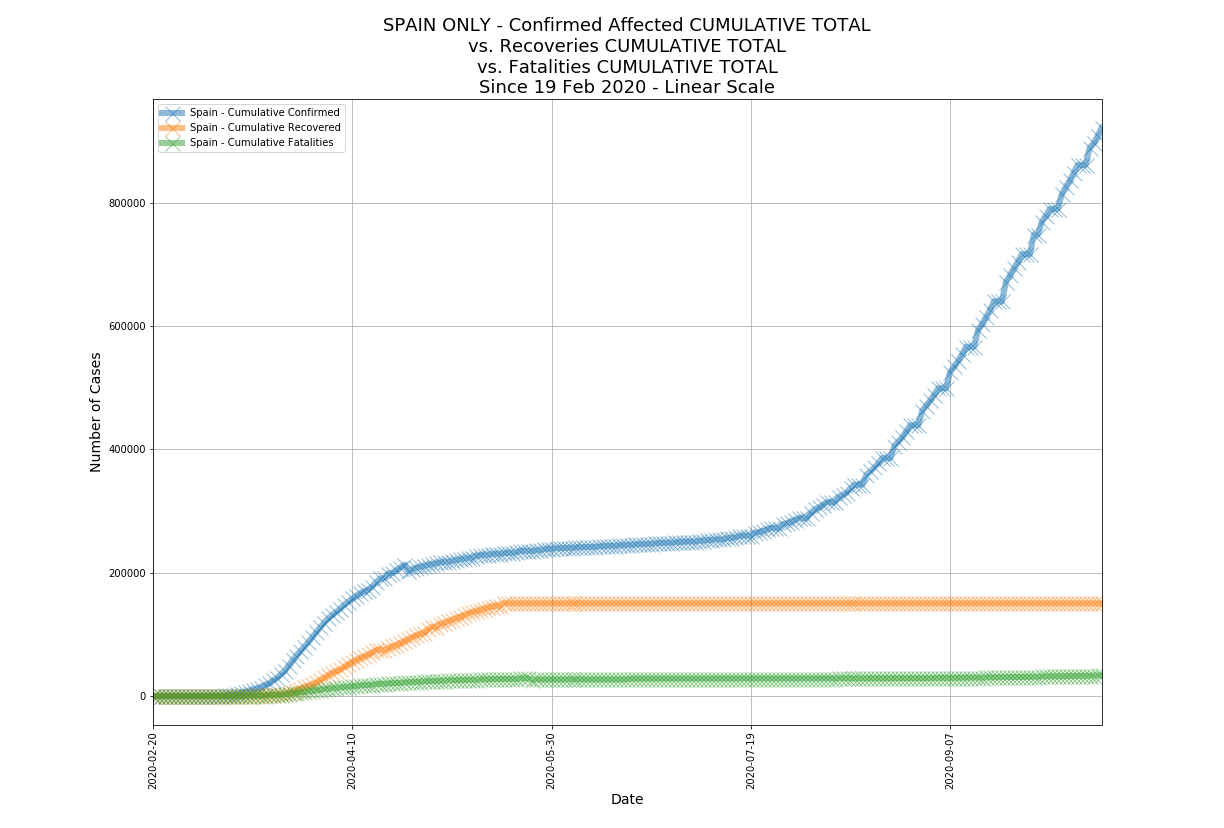 SPAIN ONLY - Confirmed Affected CUMULATIVE TOTAL
vs. Recoveries CUMULATIVE TOTAL
vs. Fatalities CUMULATIVE TOTAL
Since 19 Feb 2020 - Linear Scale
Spain - Cumulative Confirmed
Spain - Cumulative Recovered
Spain - Cumulative Fatalities
Number of Cases
800000
600000
400000
200000
0
2020-02-20
2020-04-10
2020-05-30
2020-07-19
2020-09-07
Date